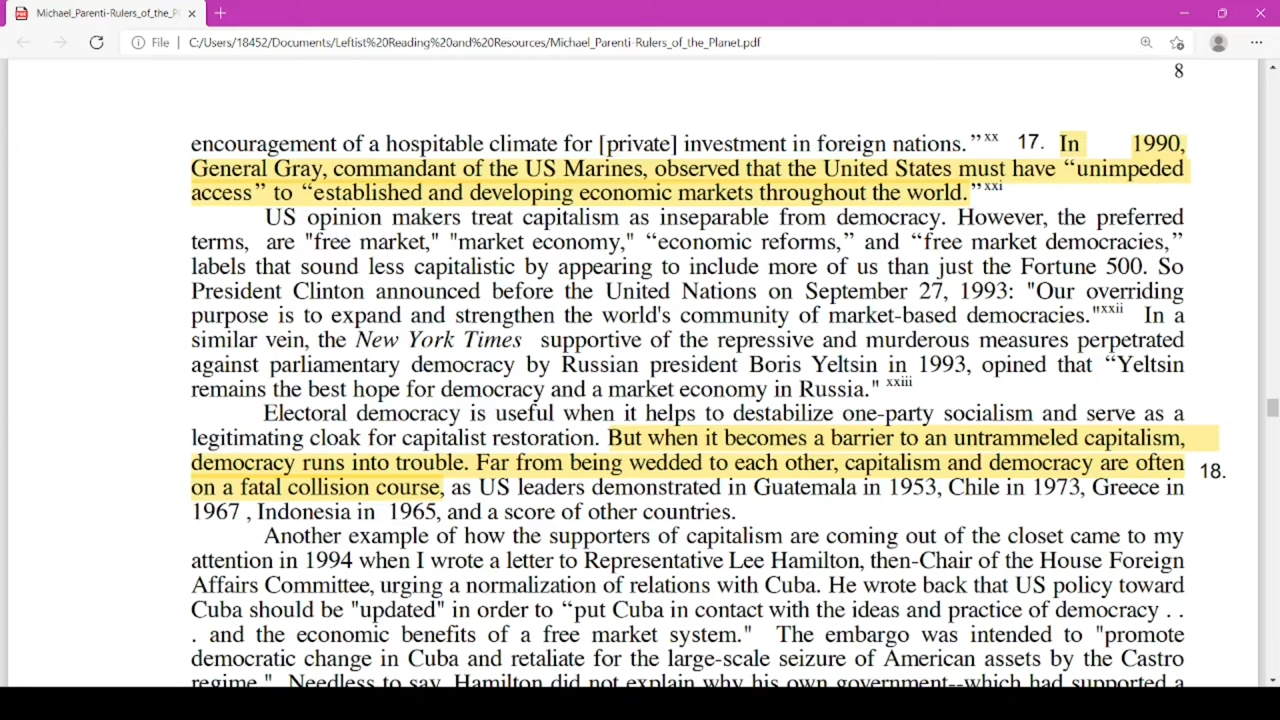 Michael_Parenti-Rulers_of_the_P
File
C:/Users/18452/Documents/Leftist%20Reading%20and%20Resources/Michael_Parenti-Rulers_of_the_Planet.pdf
8
encouragement of a hospitable climate for [private] investment in foreign nations.”xx 17. In 1990,
General Gray, commandant of the US Marines, observed that the United States must have “unimpeded
access” to “established and developing economic markets throughout the world.”xxi
US opinion makers treat capitalism as inseparable from democracy. However, the preferred
terms, are "free market," "market economy," “economic reforms,” and “free market democracies,”
labels that sound less capitalistic by appearing to include more of us than just the Fortune 500. So
President Clinton announced before the United Nations on September 27, 1993: "Our overriding
purpose is to expand and strengthen the world's community of market-based democracies."xxii In a
similar vein, the New York Times supportive of the repressive and murderous measures perpetrated
against parliamentary democracy by Russian president Boris Yeltsin in 1993, opined that “Yeltsin
remains the best hope for democracy and a market economy in Russia." xxiii
Electoral democracy is useful when it helps to destabilize one-party socialism and serve as a
legitimating cloak for capitalist restoration. But when it becomes a barrier to an untrammeled capitalism,
democracy runs into trouble. Far from being wedded to each other, capitalism and democracy are often
18.
on a fatal collision course, as US leaders demonstrated in Guatemala in 1953, Chile in 1973, Greece in
1967 , Indonesia in 1965, and a score of other countries.
Another example of how the supporters of capitalism are coming out of the closet came to my
attention in 1994 when I wrote a letter to Representative Lee Hamilton, then-Chair of the House Foreign
Affairs Committee, urging a normalization of relations with Cuba. He wrote back that US policy toward
Cuba should be "updated" in order to “put Cuba in contact with the ideas and practice of democracy . .
. and the economic benefits of a free market system." The embargo was intended to "promote
democratic change in Cuba and retaliate for the large-scale seizure of American assets by the Castro
regime." Needless to say, Hamilton did not explain why his own government--which had supported a